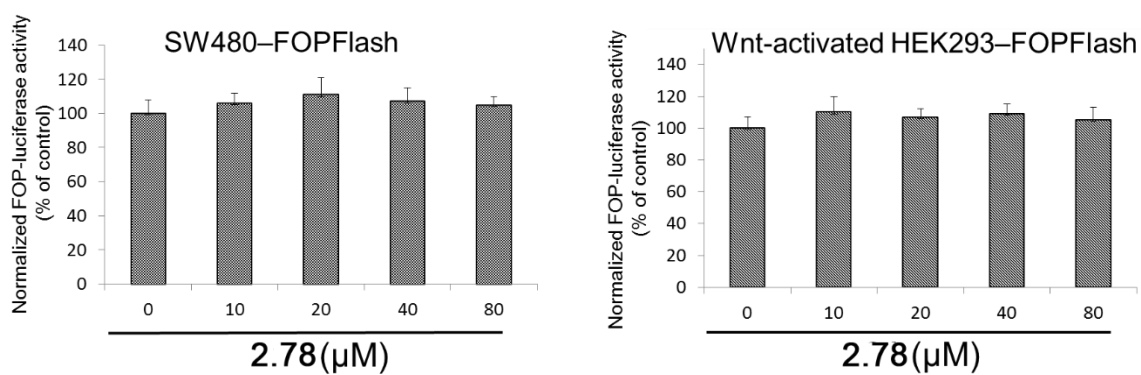 SW480–FOPFlash
Normalized FOP-luciferase activity
(% of control)
140
120
100
80
60
40
20
0
0 10 20 40 80
2.78(μM)
Wnt-activated HEK293–FOPFlash
Normalized FOP-luciferase activity
(% of control)
140
120
100
80
60
40
20
0
0 10 20 40 80
2.78(μM)